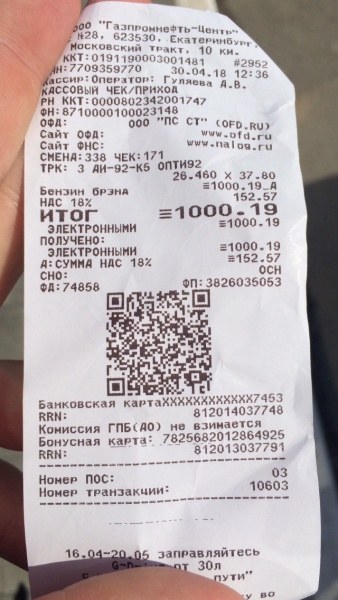 ООО "Газпромнефть-Центр"
№28, 623530, Екатеринбург,
Московский тракт, 10 км.
ККТ:0191190003001481 #2952
ИНН:7709359770 30.04.18 12:36
Кассир:Оператор: Гуляева А.В.
КАССОВЫЙ ЧЕК/ПРИХОД
РН ККТ:0000802342001747
ФН:8710000100023148
ОФД: ООО "ПС СТ" (OFD.RU)
Сайт ОФД: www.ofd.ru
Сайт ФНС: www.nalog.ru
СМЕНА:338 ЧЕК:171
ТРК: 3 АИ-92-К5 ОПТИ92
26.460 x 37.80
Бензин брэна ≡1000.19_А
НДС 18% 152.57
ИТОГ ≡1000.19
ЭЛЕКТРОННЫМИ ≡1000.19
ПОЛУЧЕНО:
ЭЛЕКТРОННЫМИ ≡1000.19
А:СУММА НДС 18% ≡152.57
СНО: ОСН
ФД:74858 ФП:3826035053
Банковская картаXXXXXXXXXXXX7453
RRN: 812014037748
Комиссия ГПБ(АО) не взимается
Бонусная карта: 7825682012864925
RRN: 812013037791
Номер ПОС: 03
Номер транзакции: 10603
16.04-20.05 заправляйтесь
G-Drive от 30л
пути"